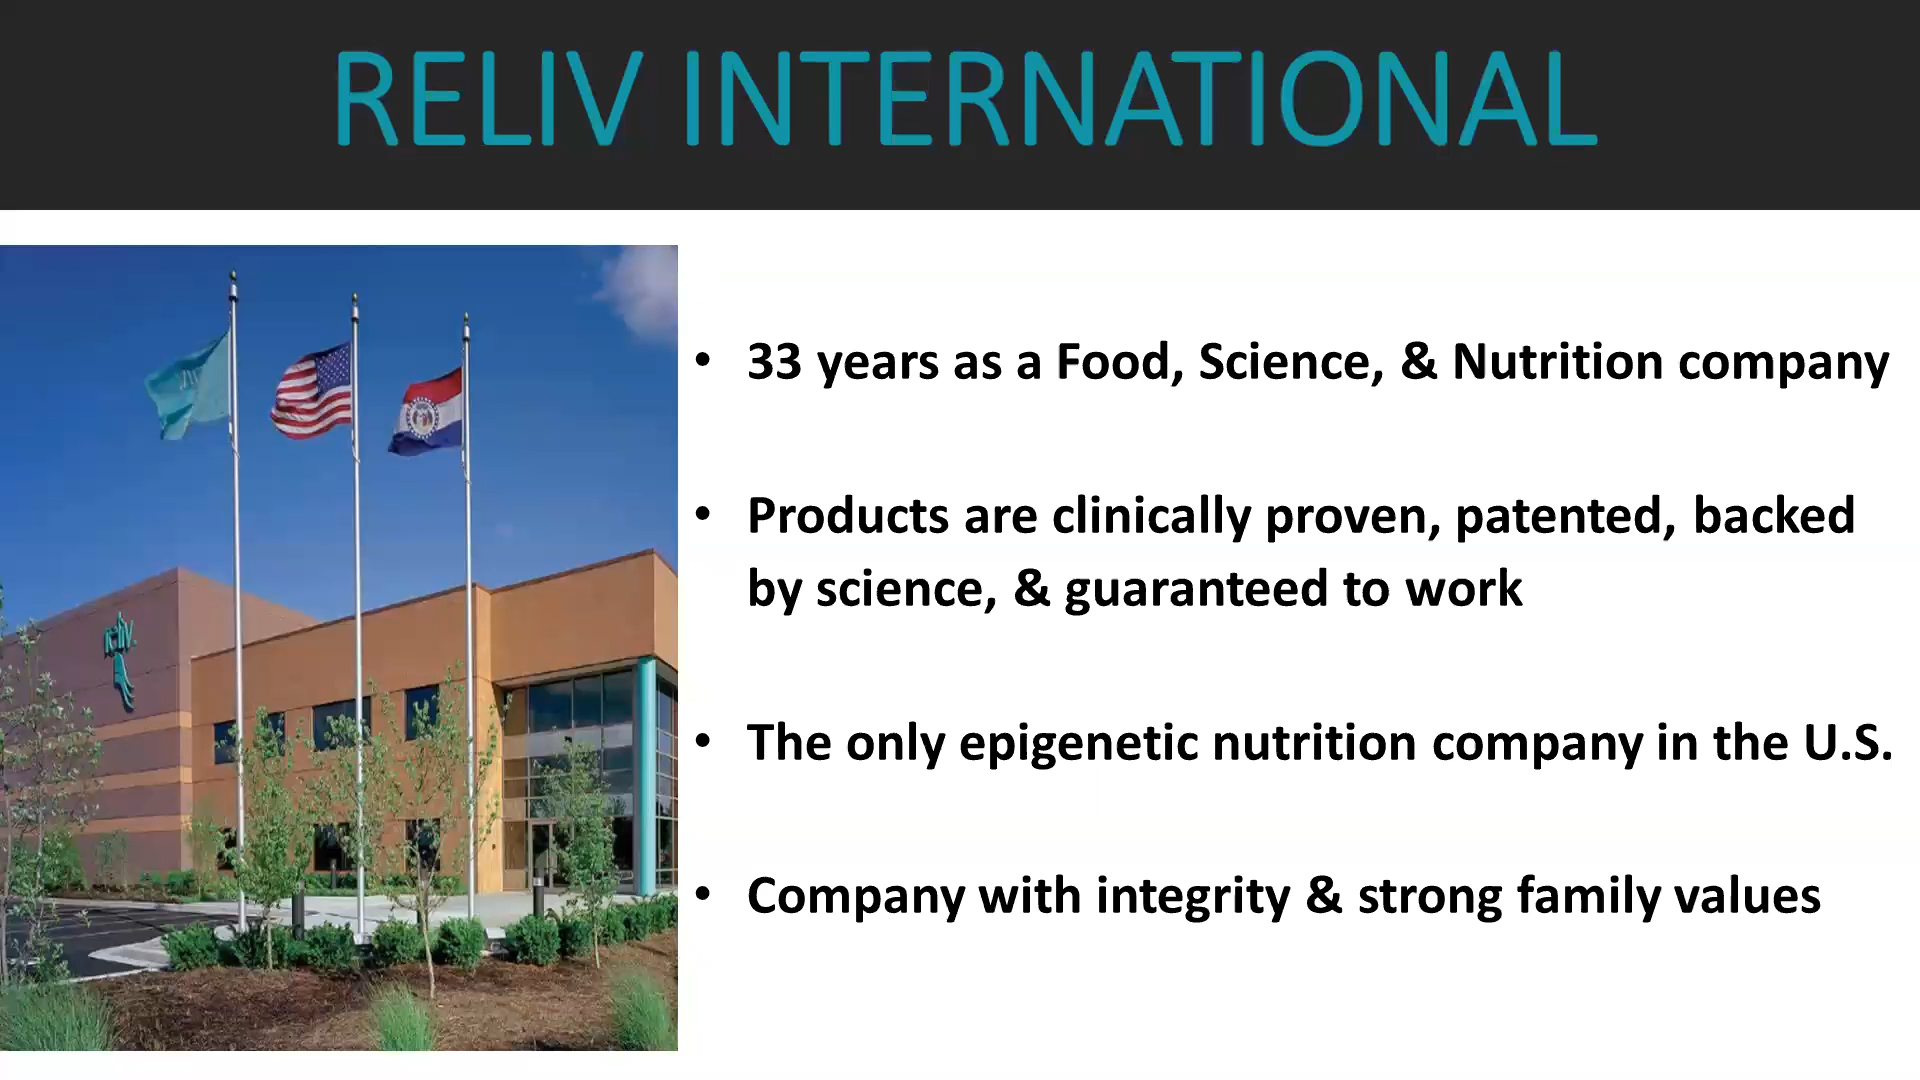 RELIV INTERNATIONAL
reliv
• 33 years as a Food, Science, & Nutrition company
• Products are clinically proven, patented, backed
by science, & guaranteed to work
• The only epigenetic nutrition company in the U.S.
• Company with integrity & strong family values